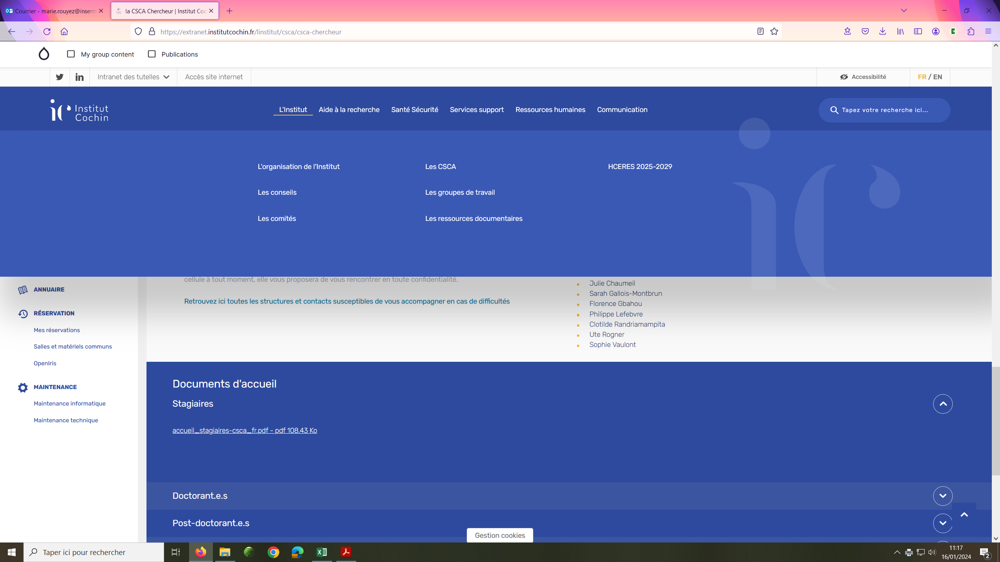 Courrier - marie.rouyez@inserm
la CSCA Chercheur | Institut Coc
https://extranet.institutcochin.fr/linstitut/csca/csca-chercheur
My group content
Publications
Intranet des tutelles
Accès site internet
Accessibilité
FR / EN
Institut
Cochin
L'Institut
Aide à la recherche
Santé Sécurité
Services support
Ressources humaines
Communication
Tapez votre recherche ici...
L'organisation de l'Institut
Les CSCA
HCERES 2025-2029
Les conseils
Les groupes de travail
Les comités
Les ressources documentaires
cellule à tout moment, elle vous proposera de vous rencontrer en toute confidentialité.
Retrouvez ici toutes les structures et contacts susceptibles de vous accompagner en cas de difficultés
Julie Chaumeil
Sarah Gallois-Montbrun
Florence Gbahou
Philippe Lefebvre
Clotilde Randriamampita
Ute Rogner
Sophie Vaulont
ANNUAIRE
RÉSERVATION
Mes réservations
Salles et matériels communs
OpenIris
MAINTENANCE
Maintenance informatique
Maintenance technique
Documents d'accueil
Stagiaires
accueil_stagiaires-csca_fr.pdf - pdf 108.43 Ko
Doctorant.e.s
Post-doctorant.e.s
Gestion cookies
Taper ici pour rechercher
11:17
16/01/2024
2